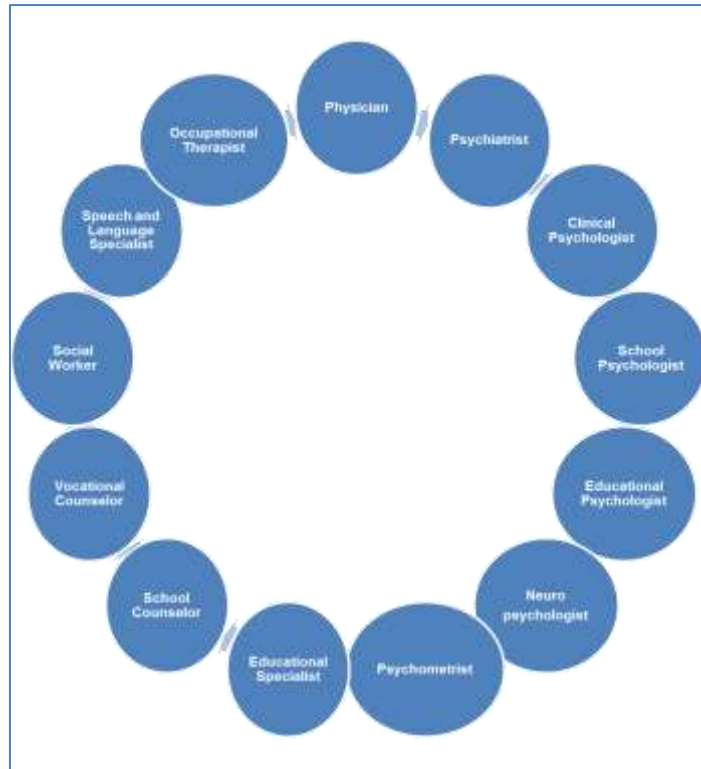 Physician
Psychiatrist
Clinical
Psychologist
School
Psychologist
Educational
Psychologist
Neuro
psychologist
Psychometrist
Educational
Specialist
School
Counselor
Vocational
Counselor
Social
Worker
Speech and
Language
Specialist
Occupational
Therapist